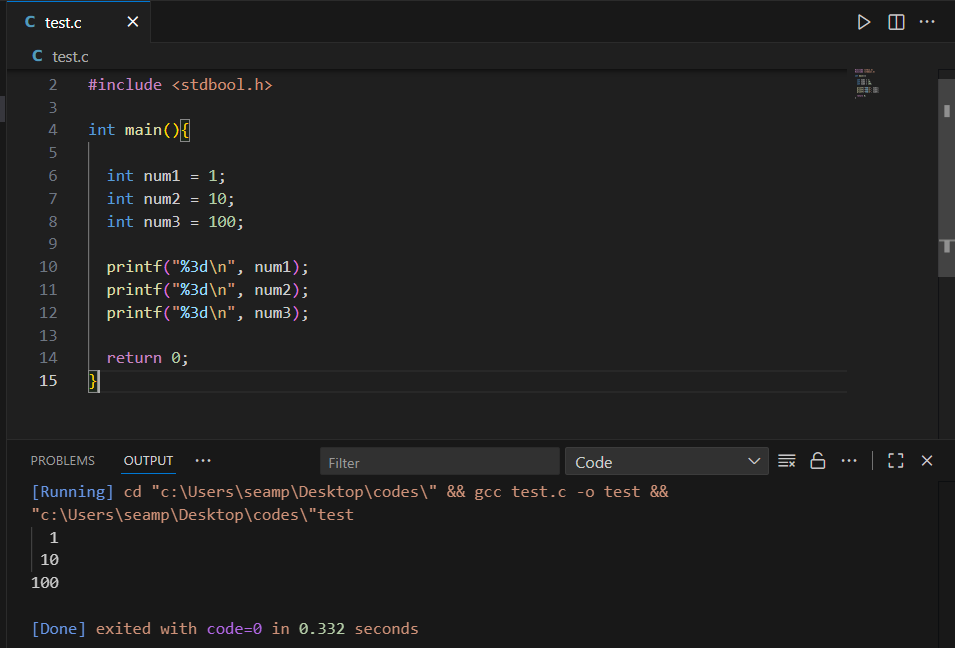 C test.c ×
C test.c
2 #include <stdbool.h>
3
4 int main(){
5
6   int num1 = 1;
7   int num2 = 10;
8   int num3 = 100;
9
10   printf("%3d\n", num1);
11   printf("%3d\n", num2);
12   printf("%3d\n", num3);
13
14   return 0;
15 }
PROBLEMS OUTPUT ··· Filter Code
[Running] cd "c:\Users\seamp\Desktop\codes\" && gcc test.c -o test &&
"c:\Users\seamp\Desktop\codes\"test
  1
 10
100
[Done] exited with code=0 in 0.332 seconds